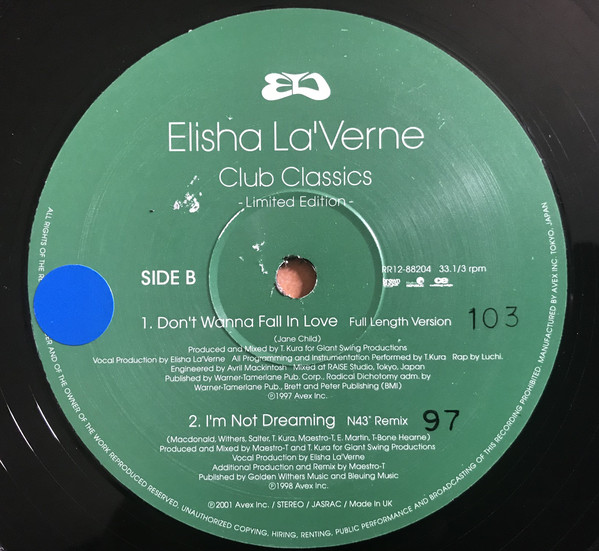 Elisha La'Verne
Club Classics
- Limited Edition -
SIDE B
RR12-88204 33.1/3 rpm
1. Don't Wanna Fall In Love Full Length Version 103
(Jane Child)
Produced and Mixed by T. Kura for Giant Swing Productions
Vocal Production by Elisha La'Verne All Programming and Instrumentation Performed by T.Kura Rap by Luchi.
Engineered by Avril Mackintosh Mixed at RAISE Studio, Tokyo, Japan
Published by Warner-Tamerlane Pub. Corp., Radical Dichotomy adm. by
Warner-Tamerlane Pub., Brett and Peter Publishing (BMI)
℗1997 Avex Inc.
2. I'm Not Dreaming N43° Remix 97
(Macdonald, Withers, Salter, T. Kura, Maestro-T, E. Martin, T-Bone Hearne)
Produced and Mixed by Maestro-T and T. Kura for Giant Swing Productions
Vocal Production by Elisha La'Verne
Additional Production and Remix by Maestro-T
Published by Golden Withers Music and Bleuing Music
℗1998 Avex Inc.
℗©2001 Avex Inc. / STEREO / JASRAC / Made In UK
ALL RIGHTS OF THE RE ER AND OF THE OWNER OF THE WORK REPRODUCED RESERVED. UNAUTHORIZED COPYING, HIRING, RENTING, PUBLIC PERFORMANCE AND BROADCASTING OF THIS RECORDING PROHIBITED. MANUFACTURED BY AVEX INC. TOKYO, JAPAN